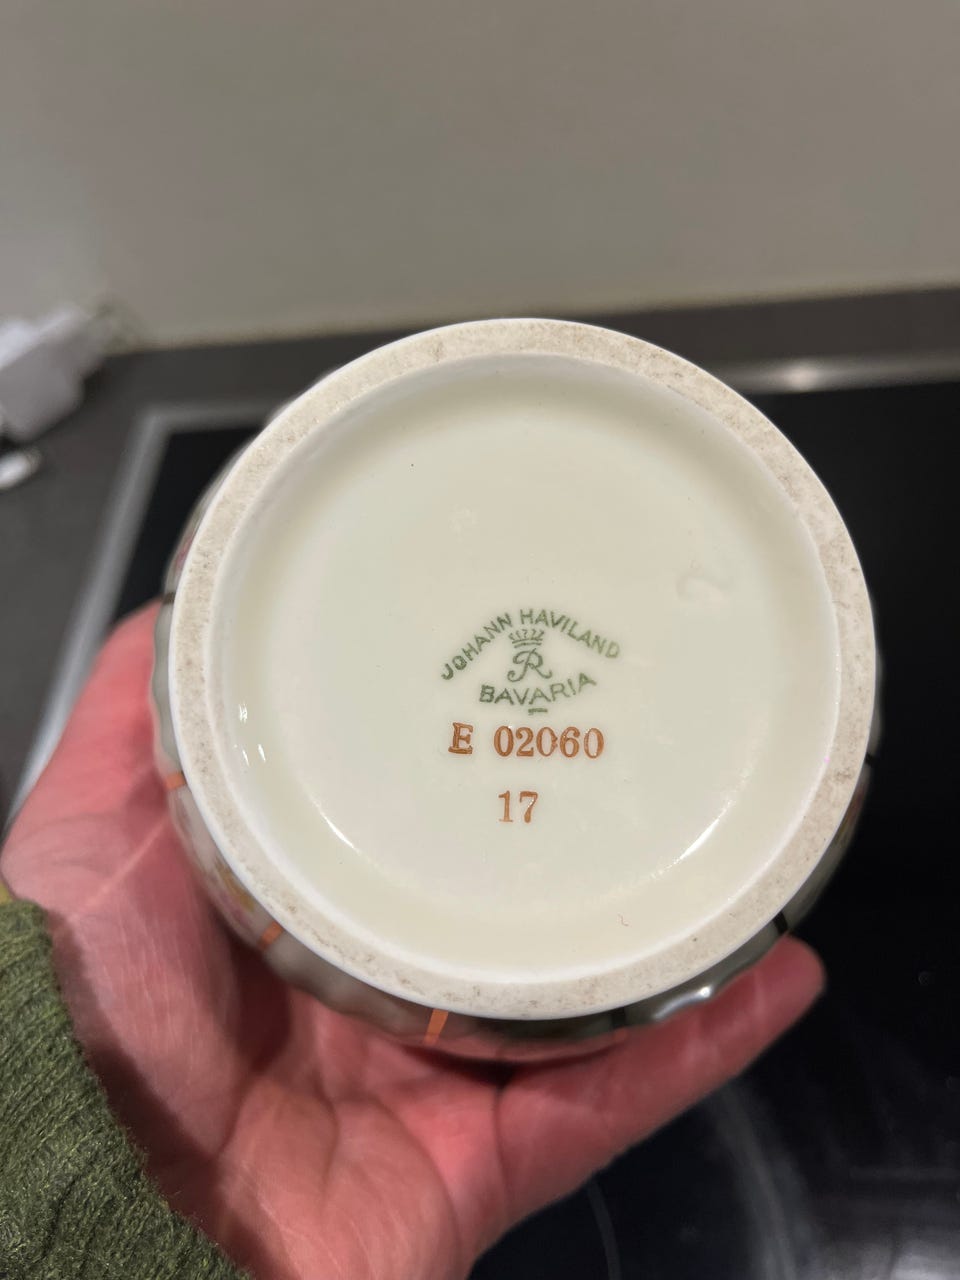 JOHANN HAVILAND
R
BAVARIA
E 02060
17